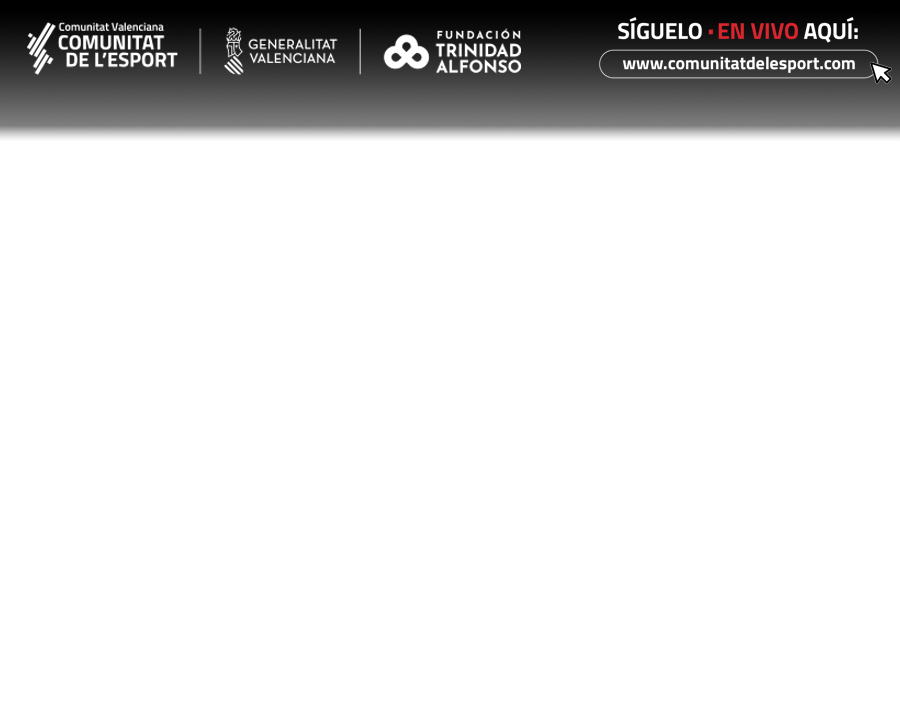 Comunitat Valenciana
COMUNITAT
DE L'ESPORT
GENERALITAT
VALENCIANA
FUNDACIÓN
TRINIDAD
ALFONSO
SÍGUELO · EN VIVO AQUÍ:
www.comunitatdelesport.com